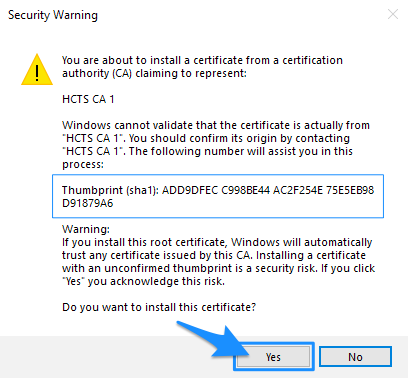 Security Warning
You are about to install a certificate from a certification
authority (CA) claiming to represent:
HCTS CA 1
Windows cannot validate that the certificate is actually from
"HCTS CA 1". You should confirm its origin by contacting
"HCTS CA 1". The following number will assist you in this
process:
Thumbprint (sha1): ADD9DFEC C998BE44 AC2F254E 75E5EB98
D91879A6
Warning:
If you install this root certificate, Windows will automatically
trust any certificate issued by this CA. Installing a certificate
with an unconfirmed thumbprint is a security risk. If you click
"Yes" you acknowledge this risk.
Do you want to install this certificate?
Yes No